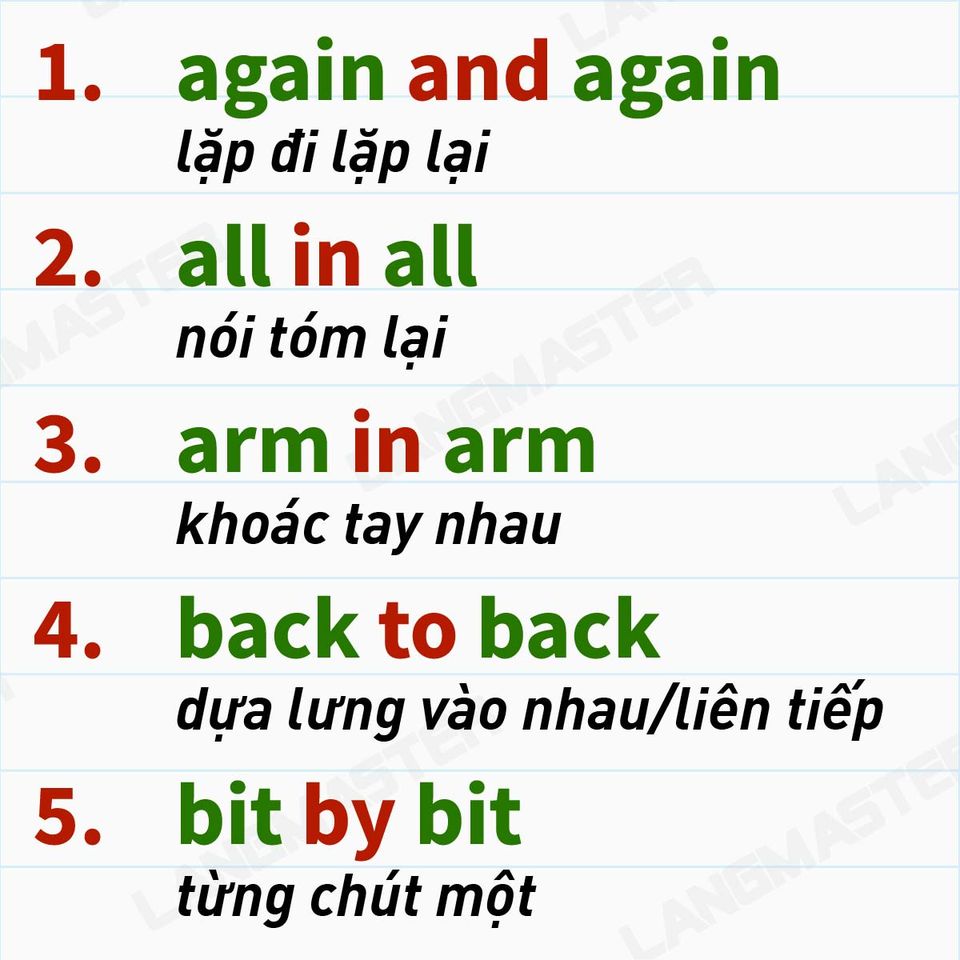 1. again and again
lặp đi lặp lại
2. all in all
nói tóm lại
3. arm in arm
khoác tay nhau
4. back to back
dựa lưng vào nhau/liên tiếp
5. bit by bit
từng chút một
LANGMASTER
LANGMASTER
LANGMASTER